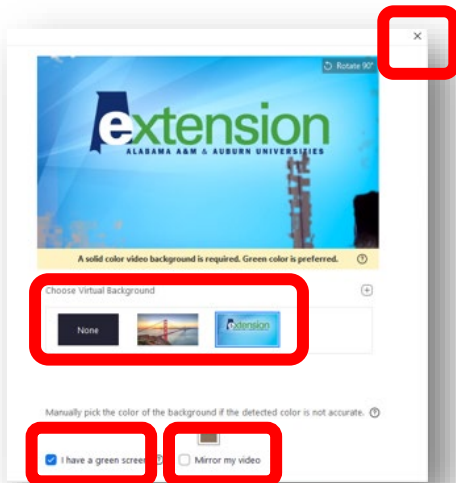 Rotate 90°
extension
ALABAMA A&M & AUBURN UNIVERSITIES
A solid color video background is required. Green color is preferred.
Choose Virtual Background
None
extension
Manually pick the color of the background if the detected color is not accurate.
I have a green screen
Mirror my video